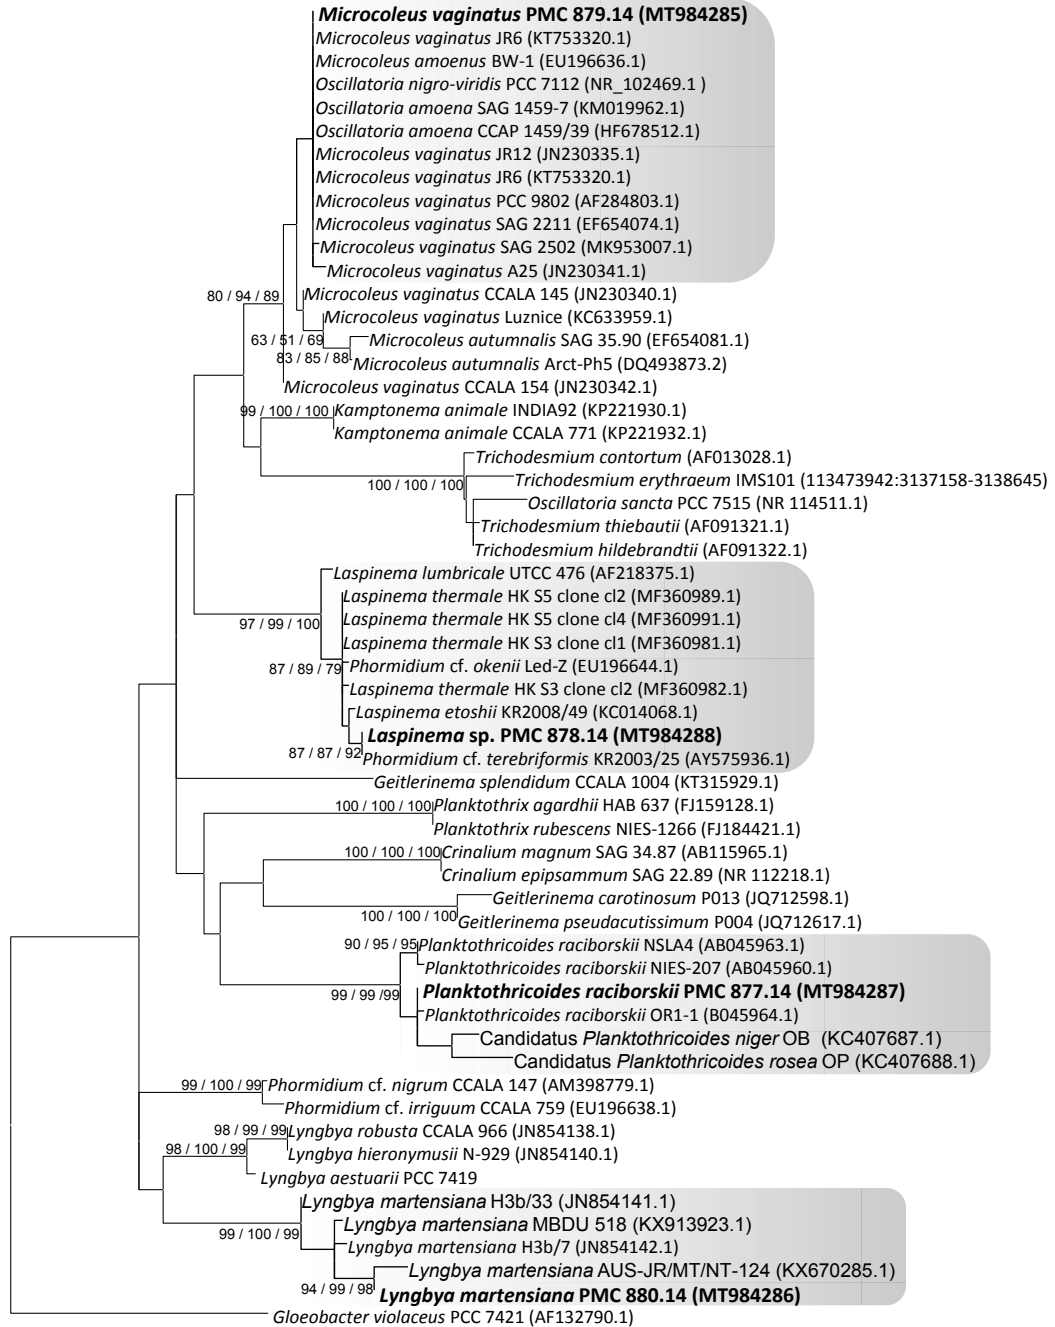 Microcoleus vaginatus PMC 879.14 (MT984285)
Microcoleus vaginatus JR6 (KT753320.1)
Microcoleus amoenus BW-1 (EU196636.1)
Oscillatoria nigro-viridis PCC 7112 (NR_102469.1 )
Oscillatoria amoena SAG 1459-7 (KM019962.1)
Oscillatoria amoena CCAP 1459/39 (HF678512.1)
Microcoleus vaginatus JR12 (JN230335.1)
Microcoleus vaginatus JR6 (KT753320.1)
Microcoleus vaginatus PCC 9802 (AF284803.1)
Microcoleus vaginatus SAG 2211 (EF654074.1)
Microcoleus vaginatus SAG 2502 (MK953007.1)
Microcoleus vaginatus A25 (JN230341.1)
80 / 94 / 89 Microcoleus vaginatus CCALA 145 (JN230340.1)
Microcoleus vaginatus Luznice (KC633959.1)
63 / 51 / 69 Microcoleus autumnalis SAG 35.90 (EF654081.1)
83 / 85 / 88 Microcoleus autumnalis Arct-Ph5 (DQ493873.2)
Microcoleus vaginatus CCALA 154 (JN230342.1)
99 / 100 / 100 Kamptonema animale INDIA92 (KP221930.1)
Kamptonema animale CCALA 771 (KP221932.1)
Trichodesmium contortum (AF013028.1)
100 / 100 / 100 Trichodesmium erythraeum IMS101 (113473942:3137158-3138645)
Oscillatoria sancta PCC 7515 (NR 114511.1)
Trichodesmium thiebautii (AF091321.1)
Trichodesmium hildebrandtii (AF091322.1)
Laspinema lumbricale UTCC 476 (AF218375.1)
Laspinema thermale HK S5 clone cl2 (MF360989.1)
97 / 99 / 100 Laspinema thermale HK S5 clone cl4 (MF360991.1)
Laspinema thermale HK S3 clone cl1 (MF360981.1)
87 / 89 / 79 Phormidium cf. okenii Led-Z (EU196644.1)
Laspinema thermale HK S3 clone cl2 (MF360982.1)
Laspinema etoshii KR2008/49 (KC014068.1)
Laspinema sp. PMC 878.14 (MT984288)
87 / 87 / 92 Phormidium cf. terebriformis KR2003/25 (AY575936.1)
Geitlerinema splendidum CCALA 1004 (KT315929.1)
100 / 100 / 100 Planktothrix agardhii HAB 637 (FJ159128.1)
Planktothrix rubescens NIES-1266 (FJ184421.1)
100 / 100 / 100 Crinalium magnum SAG 34.87 (AB115965.1)
Crinalium epipsammum SAG 22.89 (NR 112218.1)
Geitlerinema carotinosum P013 (JQ712598.1)
100 / 100 / 100 Geitlerinema pseudacutissimum P004 (JQ712617.1)
90 / 95 / 95 Planktothricoides raciborskii NSLA4 (AB045963.1)
Planktothricoides raciborskii NIES-207 (AB045960.1)
99 / 99 /99 Planktothricoides raciborskii PMC 877.14 (MT984287)
Planktothricoides raciborskii OR1-1 (B045964.1)
Candidatus Planktothricoides niger OB (KC407687.1)
Candidatus Planktothricoides rosea OP (KC407688.1)
99 / 100 / 99 Phormidium cf. nigrum CCALA 147 (AM398779.1)
Phormidium cf. irriguum CCALA 759 (EU196638.1)
98 / 99 / 99 Lyngbya robusta CCALA 966 (JN854138.1)
98 / 100 / 99 Lyngbya hieronymusii N-929 (JN854140.1)
Lyngbya aestuarii PCC 7419
Lyngbya martensiana H3b/33 (JN854141.1)
99 / 100 / 99 Lyngbya martensiana MBDU 518 (KX913923.1)
Lyngbya martensiana H3b/7 (JN854142.1)
Lyngbya martensiana AUS-JR/MT/NT-124 (KX670285.1)
94 / 99 / 98 Lyngbya martensiana PMC 880.14 (MT984286)
Gloeobacter violaceus PCC 7421 (AF132790.1)